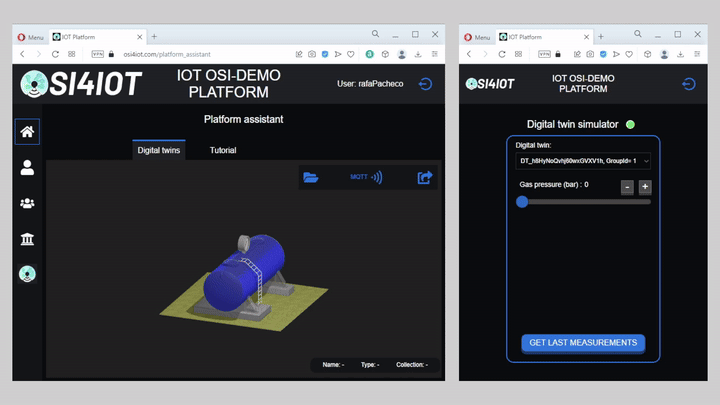 Menu
IOT Platform
VPN
osi4iot.com/platform_assistant
OSI4IOT
IOT OSI-DEMO
PLATFORM
User: rafaPacheco
Platform assistant
Digital twins
Tutorial
MQTT
Name: -
Type: -
Collection: -
Menu
IOT Platform
VPN
OSI4IOT
IOT OSI-DEMO
PLATFORM
Digital twin simulator
Digital twin:
GroupId= 1
Gas pressure (bar) : 0
-
+
GET LAST MEASUREMENTS